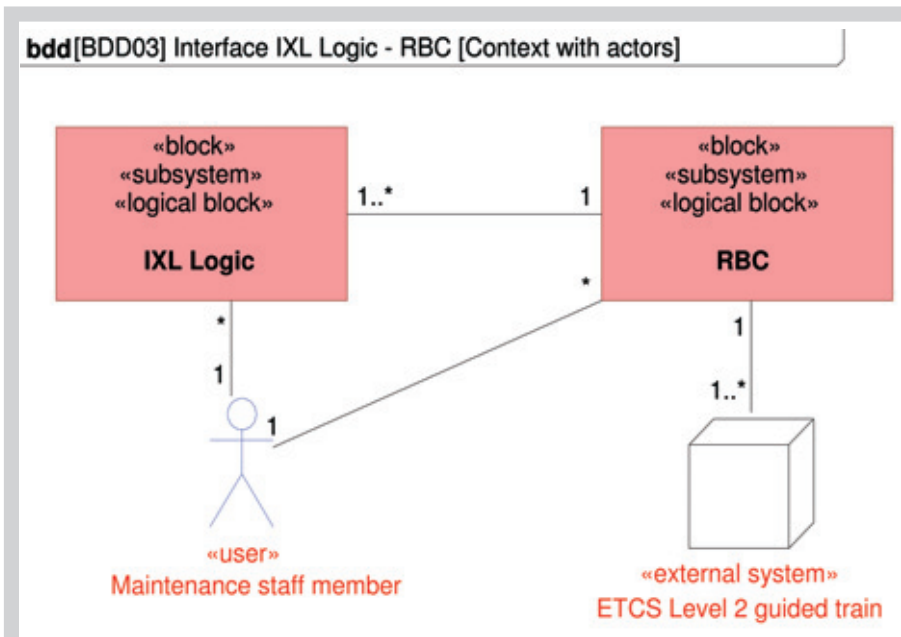 bdd[BDD03] Interface IXL Logic - RBC [Context with actors]
«block»
«subsystem»
«logical block»
IXL Logic
1..*
1
«block»
«subsystem»
«logical block»
RBC
*
*
1
1
1
1..*
«user»
Maintenance staff member
«external system»
ETCS Level 2 guided train